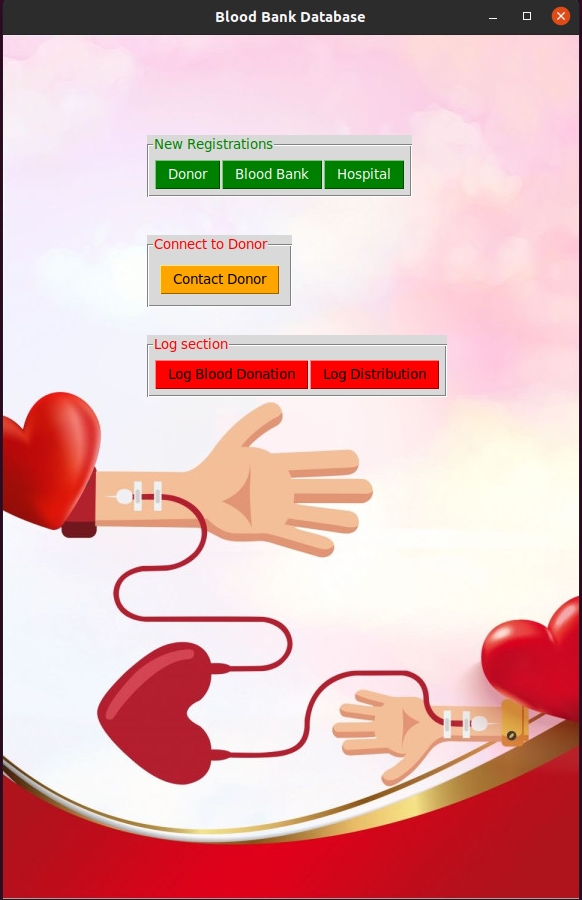 Blood Bank Database
New Registrations
Donor Blood Bank Hospital
Connect to Donor
Contact Donor
Log section
Log Blood Donation Log Distribution